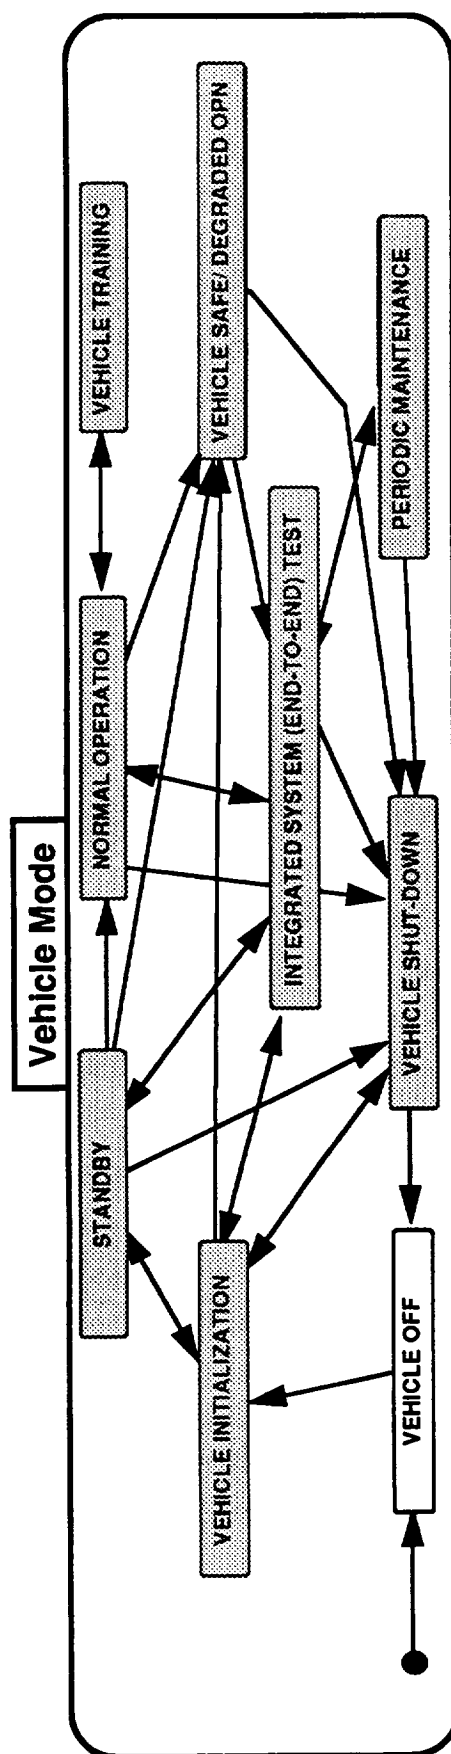 Vehicle Mode
STANDBY
NORMAL OPERATION
VEHICLE TRAINING
VEHICLE INITIALIZATION
VEHICLE SAFE/DEGRADED OPN
INTEGRATED SYSTEM (END-TO-END) TEST
VEHICLE OFF
VEHICLE SHUT-DOWN
PERIODIC MAINTENANCE